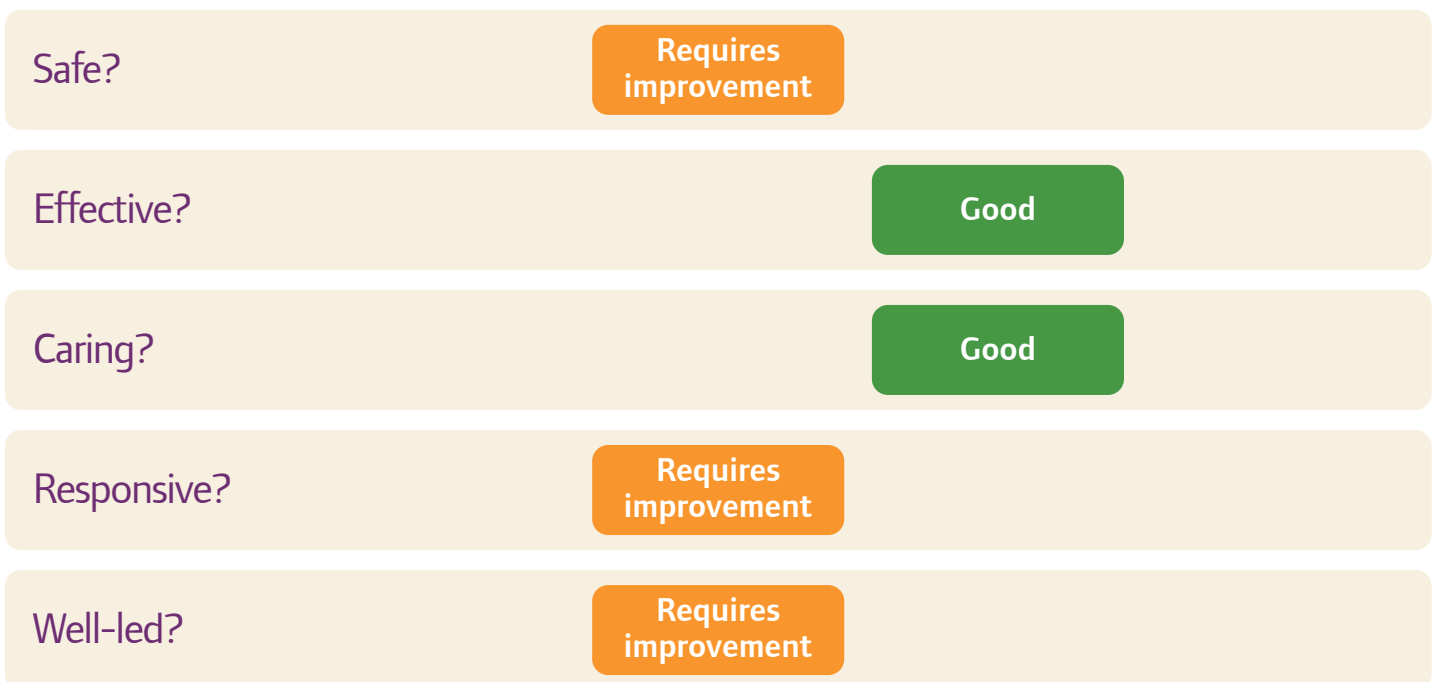 Safe?
Requires
improvement
Effective?
Good
Caring?
Good
Responsive?
Requires
improvement
Well-led?
Requires
improvement